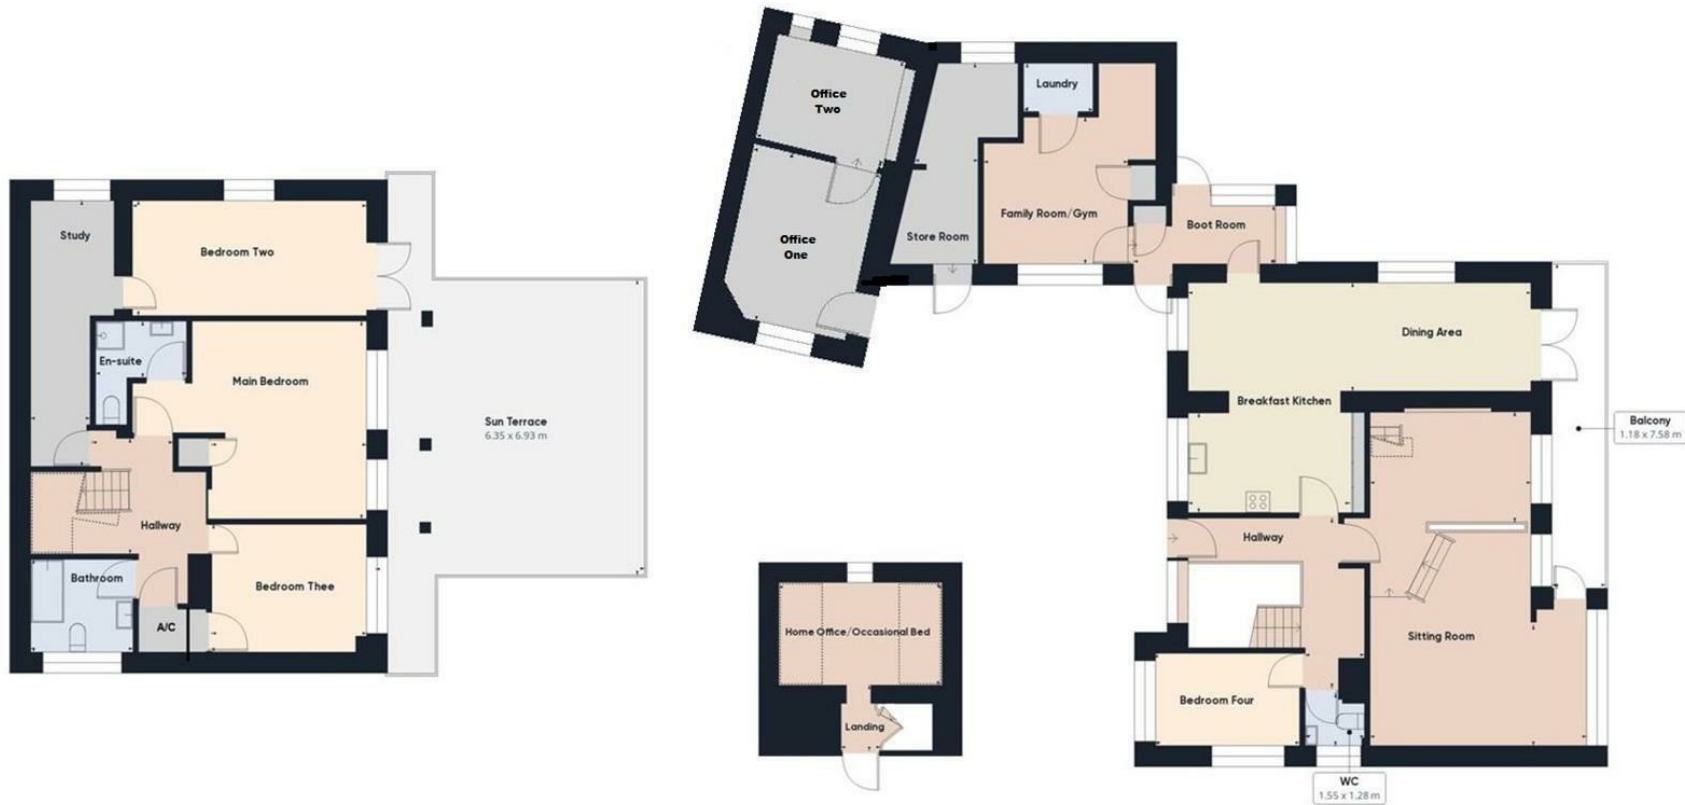 Study
Bedroom Two
En-suite
Main Bedroom
Sun Terrace
6.35 x 6.93 m
Hallway
Bathroom
Bedroom Thee
A/C
Office
Two
Office
One
Laundry
Family Room/Gym
Store Room
Boot Room
Dining Area
Breakfast Kitchen
Balcony
1.18 x 7.58 m
Hallway
Sitting Room
Bedroom Four
WC
1.55 x 1.28 m
Home Office/Occasional Bed
Landing